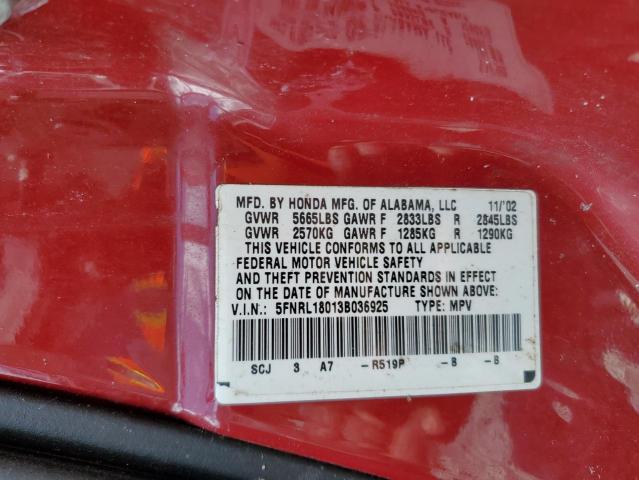 MFD. BY HONDA MFG. OF ALABAMA, LLC 11/'02
GVWR 5665LBS GAWR F 2833LBS R 2845LBS
GVWR 2570KG GAWR F 1285KG R 1290KG
THIS VEHICLE CONFORMS TO ALL APPLICABLE
FEDERAL MOTOR VEHICLE SAFETY
AND THEFT PREVENTION STANDARDS IN EFFECT
ON THE DATE OF MANUFACTURE SHOWN ABOVE:
V.I.N.: 5FNRL18013B036925 TYPE: MPV
SCJ 3 A7 -R519P -B -B